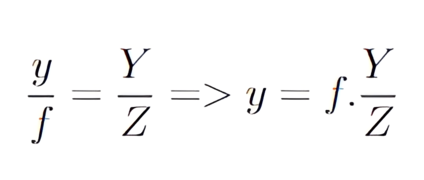 y/f = Y/Z => y = f.Y/Z